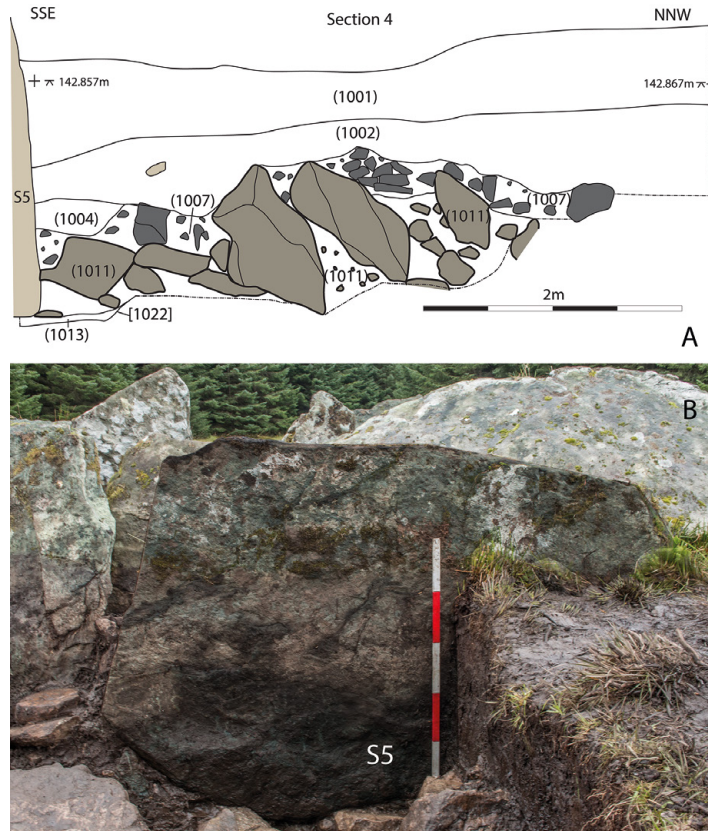 SSE Section 4 NNW
142.857m 142.867m
(1001)
(1002)
S5
(1007)
(1004)
(1007)
(1011)
(1011)
(1011)
2m
[1022]
(1013)
A
B
S5